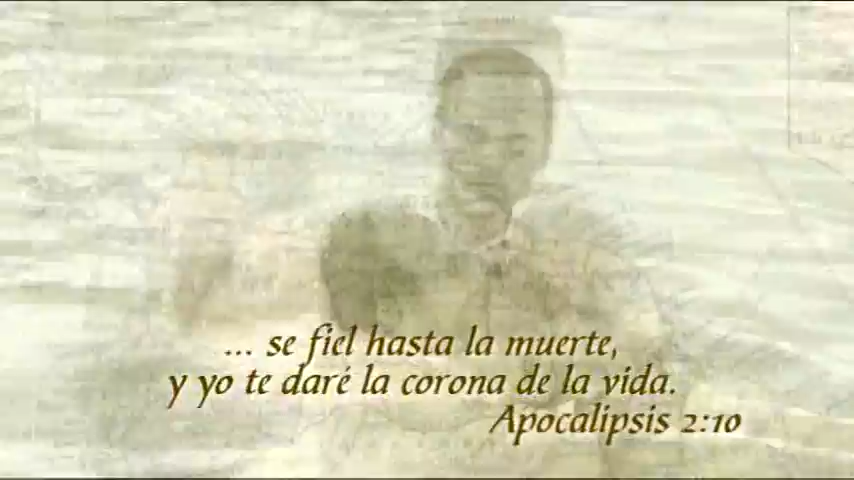 ... se fiel hasta la muerte,
y yo te daré la corona de la vida.
Apocalipsis 2:10